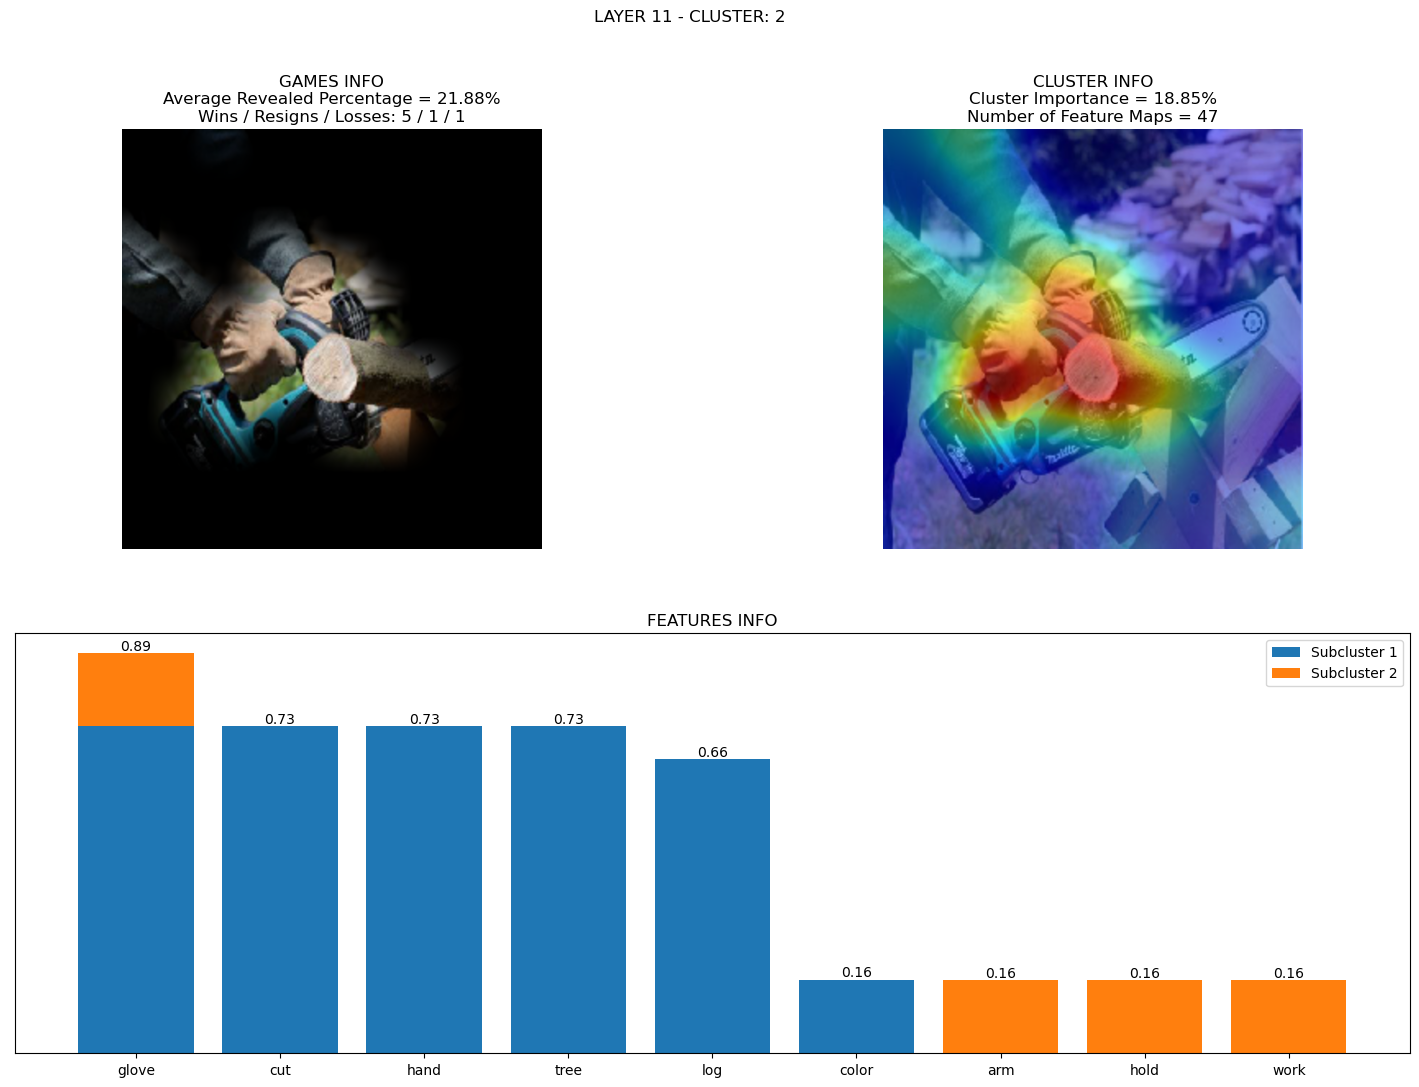 LAYER 11 - CLUSTER: 2
GAMES INFO
Average Revealed Percentage = 21.88%
Wins / Resigns / Losses: 5 / 1 / 1
CLUSTER INFO
Cluster Importance = 18.85%
Number of Feature Maps = 47
FEATURES INFO
Subcluster 1
Subcluster 2
0.89
0.73
0.73
0.73
0.66
0.16
0.16
0.16
0.16
glove
cut
hand
tree
log
color
arm
hold
work